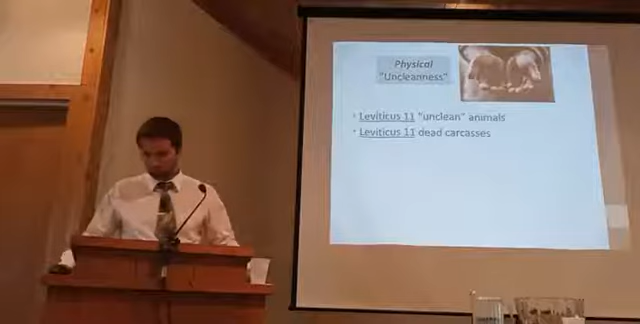 Physical
"Uncleanness"
• Leviticus 11 "unclean" animals
• Leviticus 11 dead carcasses